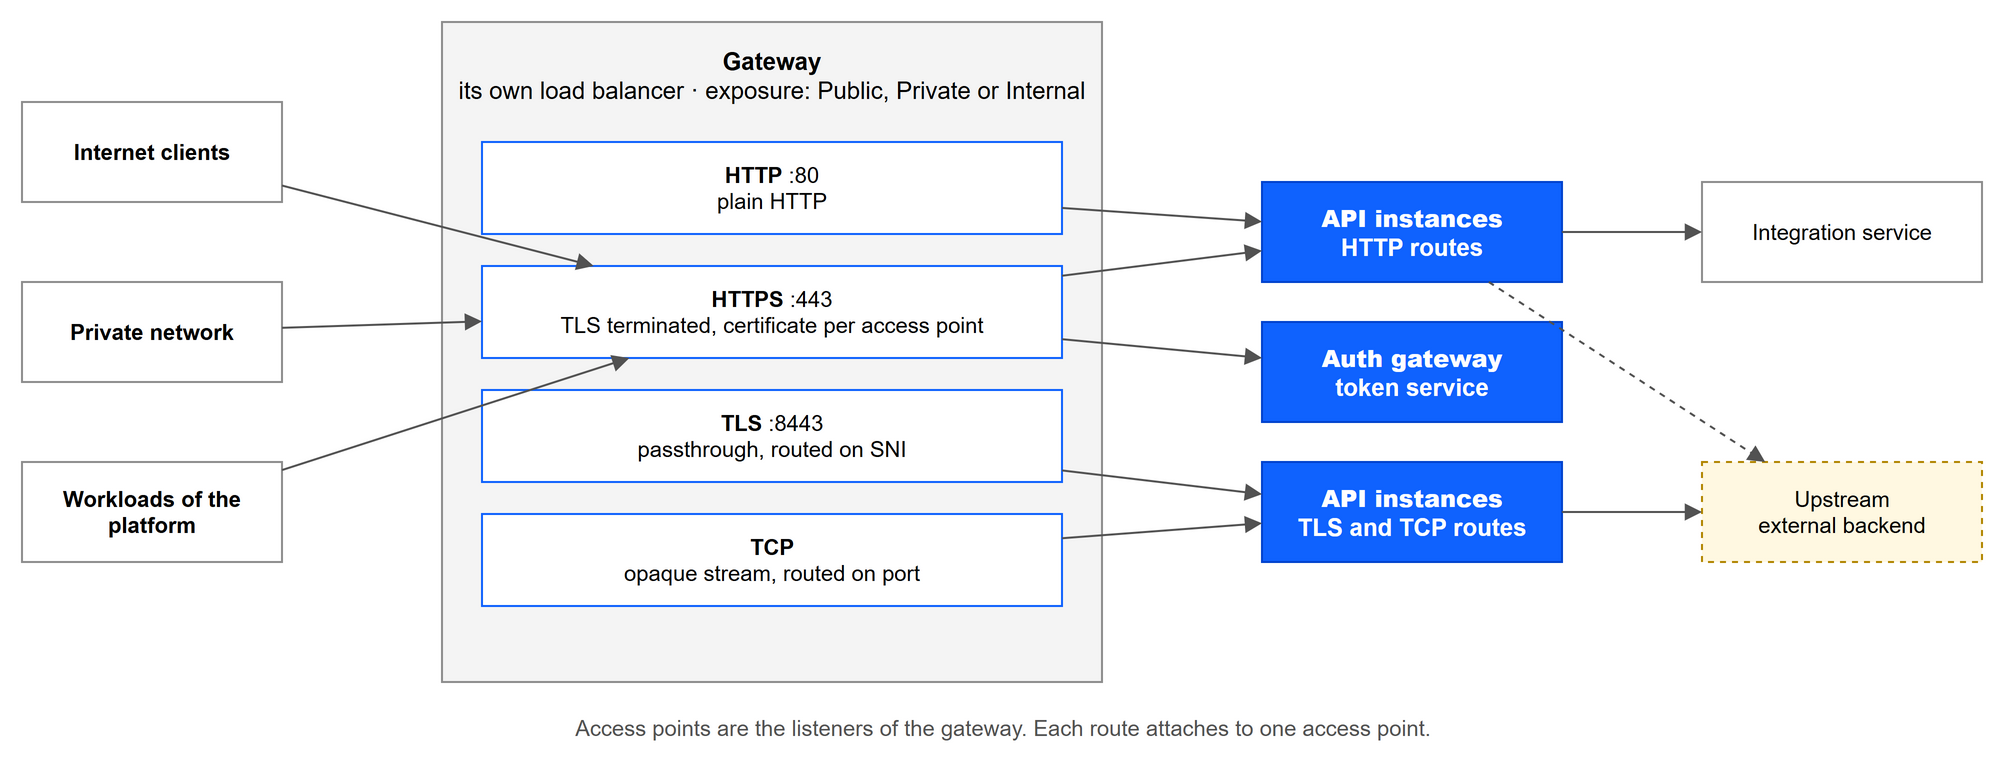 Gateway
its own load balancer · exposure: Public, Private or Internal
Internet clients
Private network
Workloads of the
platform
HTTP :80
plain HTTP
HTTPS :443
TLS terminated, certificate per access point
TLS :8443
passthrough, routed on SNI
TCP
opaque stream, routed on port
API instances
HTTP routes
Auth gateway
token service
API instances
TLS and TCP routes
Integration service
Upstream
external backend
Access points are the listeners of the gateway. Each route attaches to one access point.